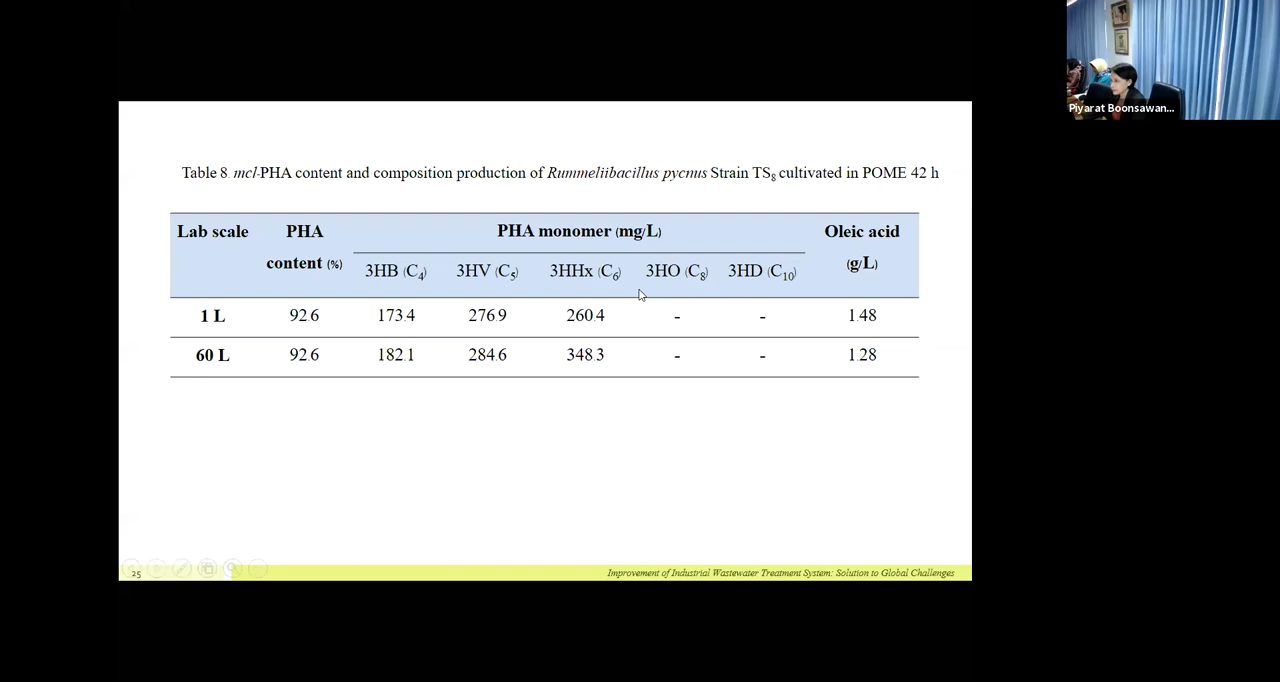 Piyarat Boonsawan...
Table 8. mcl-PHA content and composition production of Rummeliibacillus pycnus Strain TS8 cultivated in POME 42 h
Lab scale PHA content (%) PHA monomer (mg/L) Oleic acid (g/L)
3HB (C4) 3HV (C5) 3HHx (C6) 3HO (C8) 3HD (C10)
1 L 92.6 173.4 276.9 260.4 - - 1.48
60 L 92.6 182.1 284.6 348.3 - - 1.28
25 Improvement of Industrial Wastewater Treatment System: Solution to Global Challenges